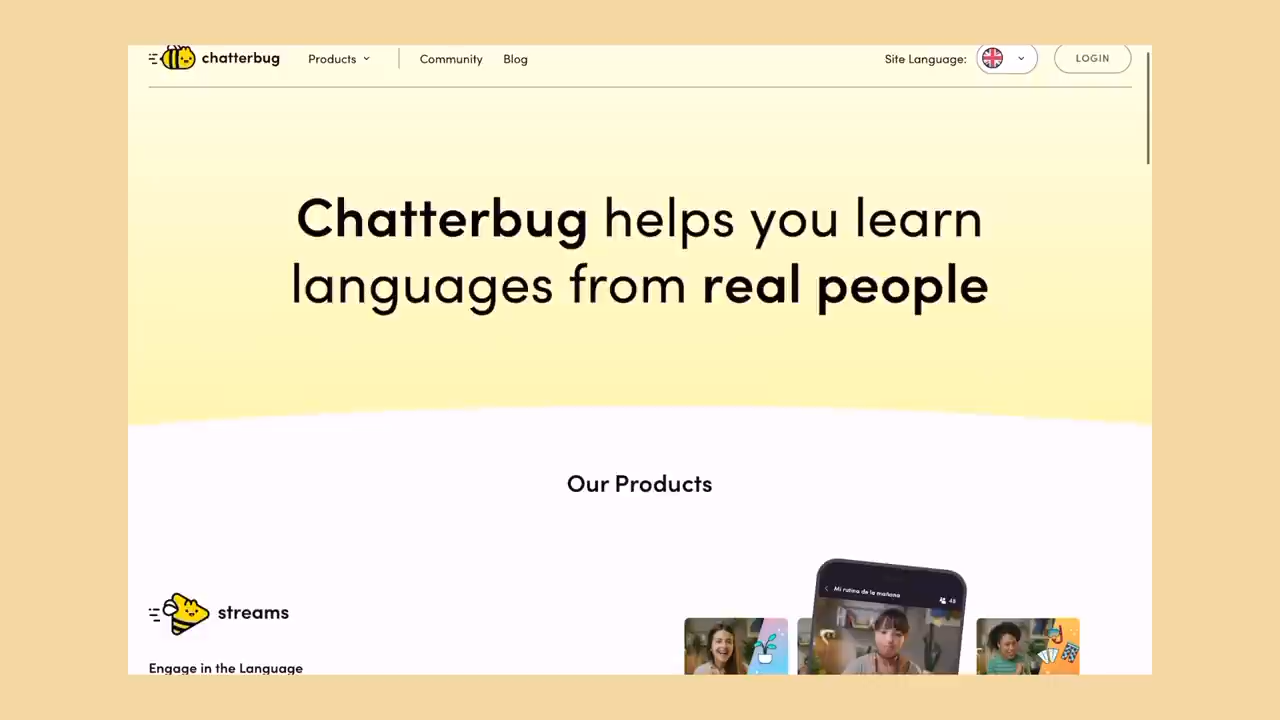 chatterbug
Products
Community
Blog
Site Language:
LOGIN
Chatterbug helps you learn
languages from real people
Our Products
streams
Mi rutina de la mañana
48
Engage in the Language